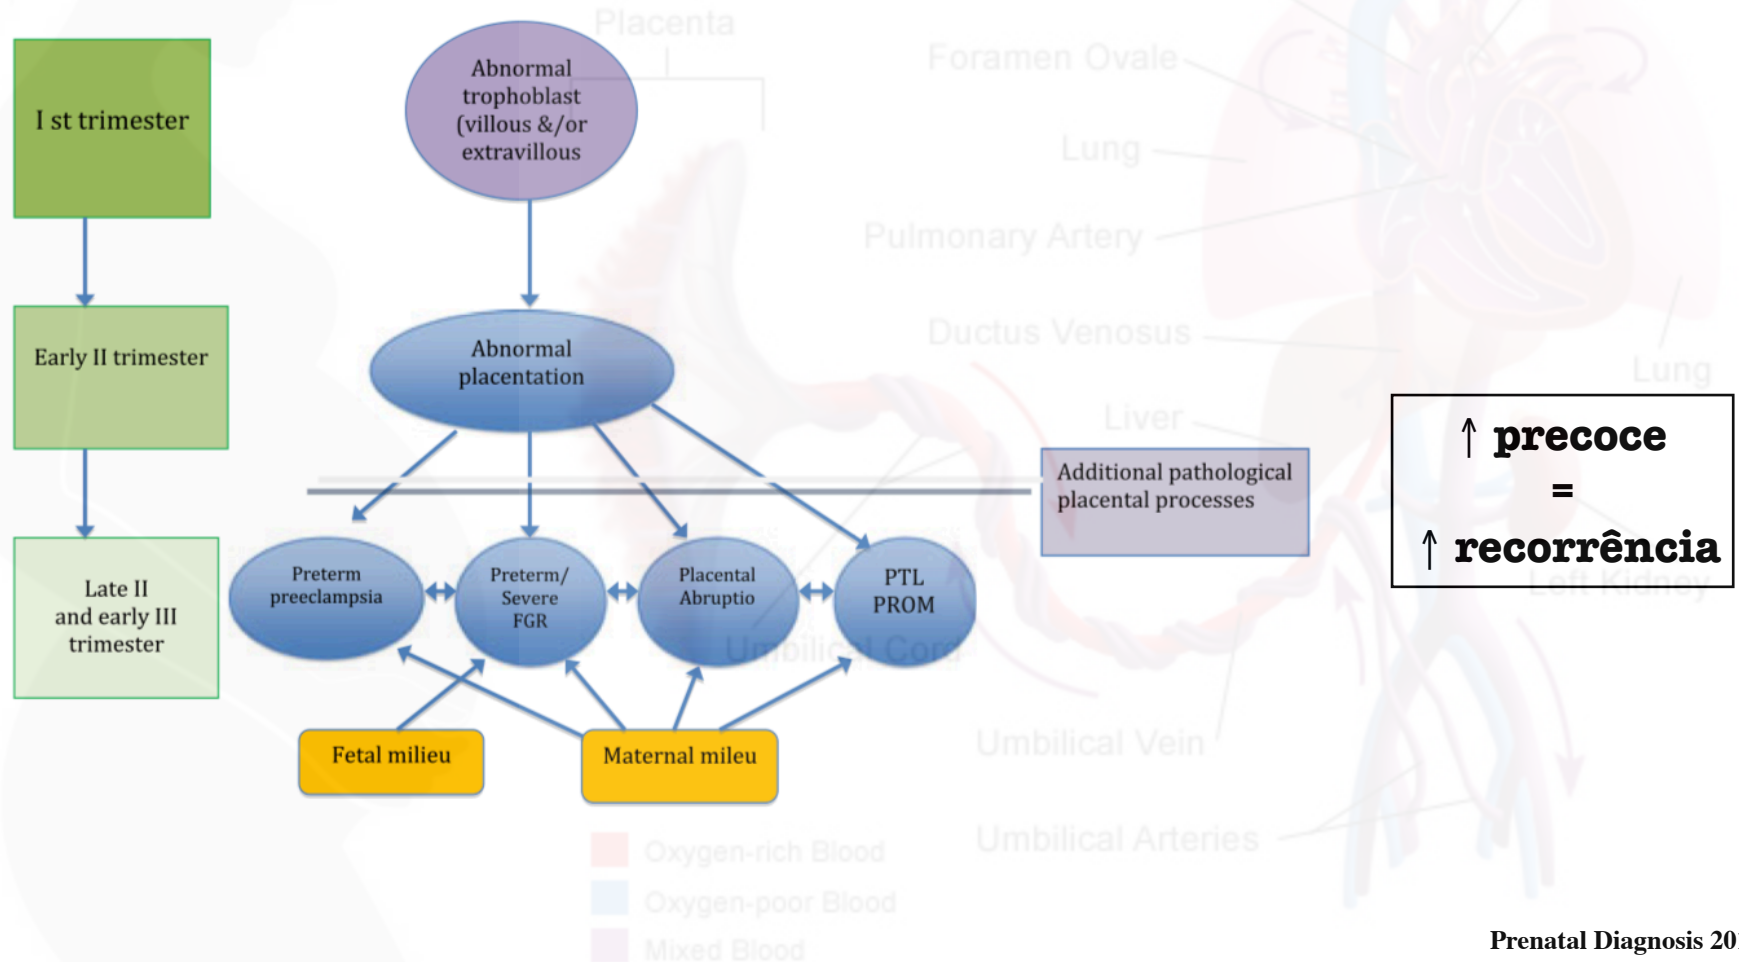 I st trimester
Early II trimester
Late II
and early III
trimester
Abnormal
trophoblast
(villous &/or
extravillous
Abnormal
placentation
Additional pathological
placental processes
Preterm
preeclampsia
Preterm/
Severe
FGR
Placental
Abruptio
PTL
PROM
Fetal milieu
Maternal mileu
↑ precoce
=
↑ recorrência
Placenta
Foramen Ovale
Lung
Pulmonary Artery
Ductus Venosus
Lung
Liver
Left Kidney
Umbilical Cord
Umbilical Vein
Umbilical Arteries
Oxygen-rich Blood
Oxygen-poor Blood
Mixed Blood
Prenatal Diagnosis